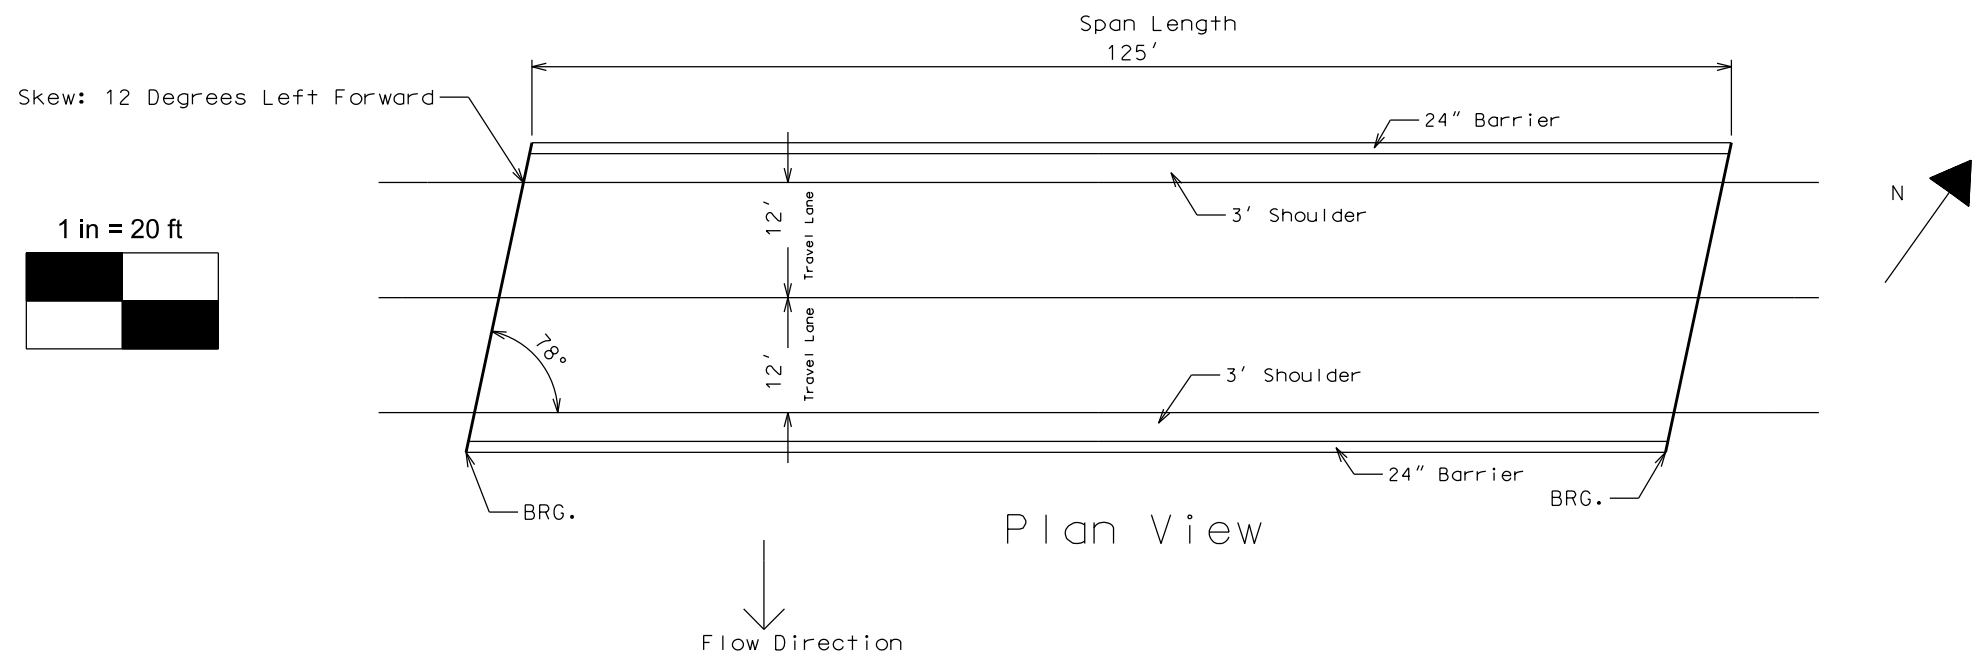 Span Length
125'
Skew: 12 Degrees Left Forward
24" Barrier
N
3' Shoulder
12'
Travel Lane
1 in = 20 ft
12'
Travel Lane
78°
3' Shoulder
24" Barrier
BRG.
BRG.
Plan View
Flow Direction